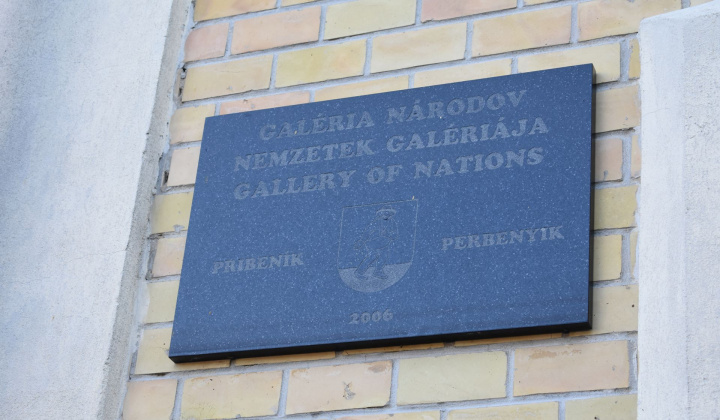 GALÉRIA NÁRODOV
NEMZETEK GALÉRIÁJA
GALLERY OF NATIONS
PRIBENÍK PERBENYIK
2006